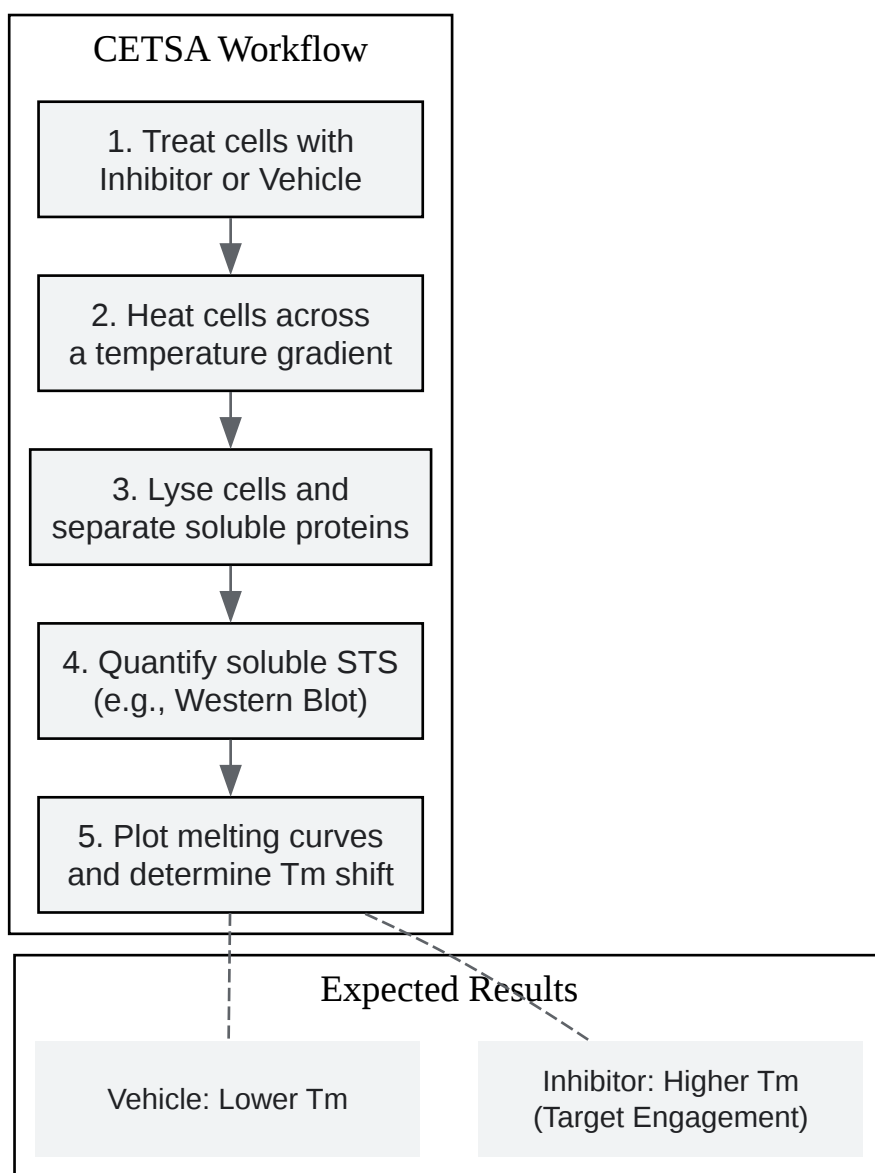 CETSA Workflow
1. Treat cells with
Inhibitor or Vehicle
2. Heat cells across
a temperature gradient
3. Lyse cells and
separate soluble proteins
4. Quantify soluble STS
(e.g., Western Blot)
5. Plot melting curves
and determine Tm shift
Expected Results
Vehicle: Lower Tm
Inhibitor: Higher Tm
(Target Engagement)